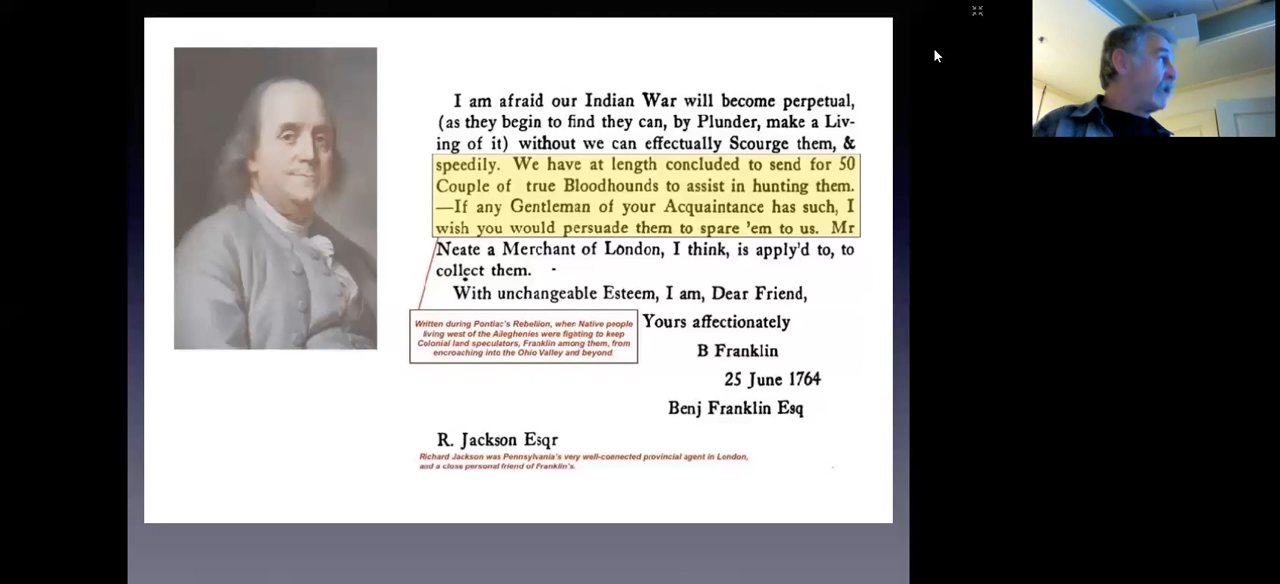 I am afraid our Indian War will become perpetual,
(as they begin to find they can, by Plunder, make a Liv-
ing of it) without we can effectually Scourge them, &
speedily. We have at length concluded to send for 50
Couple of true Bloodhounds to assist in hunting them.
—If any Gentleman of your Acquaintance has such, I
wish you would persuade them to spare 'em to us. Mr
Neate a Merchant of London, I think, is apply'd to, to
collect them.
With unchangeable Esteem, I am, Dear Friend,
Written during Pontiac's Rebellion, when Native people
living west of the Alleghenies were fighting to keep
Colonial land speculators, Franklin among them, from
encroaching into the Ohio Valley and beyond
Yours affectionately
B Franklin
25 June 1764
Benj Franklin Esq
R. Jackson Esqr
Richard Jackson was Pennsylvania's very well-connected provincial agent in London,
and a close personal friend of Franklin's.